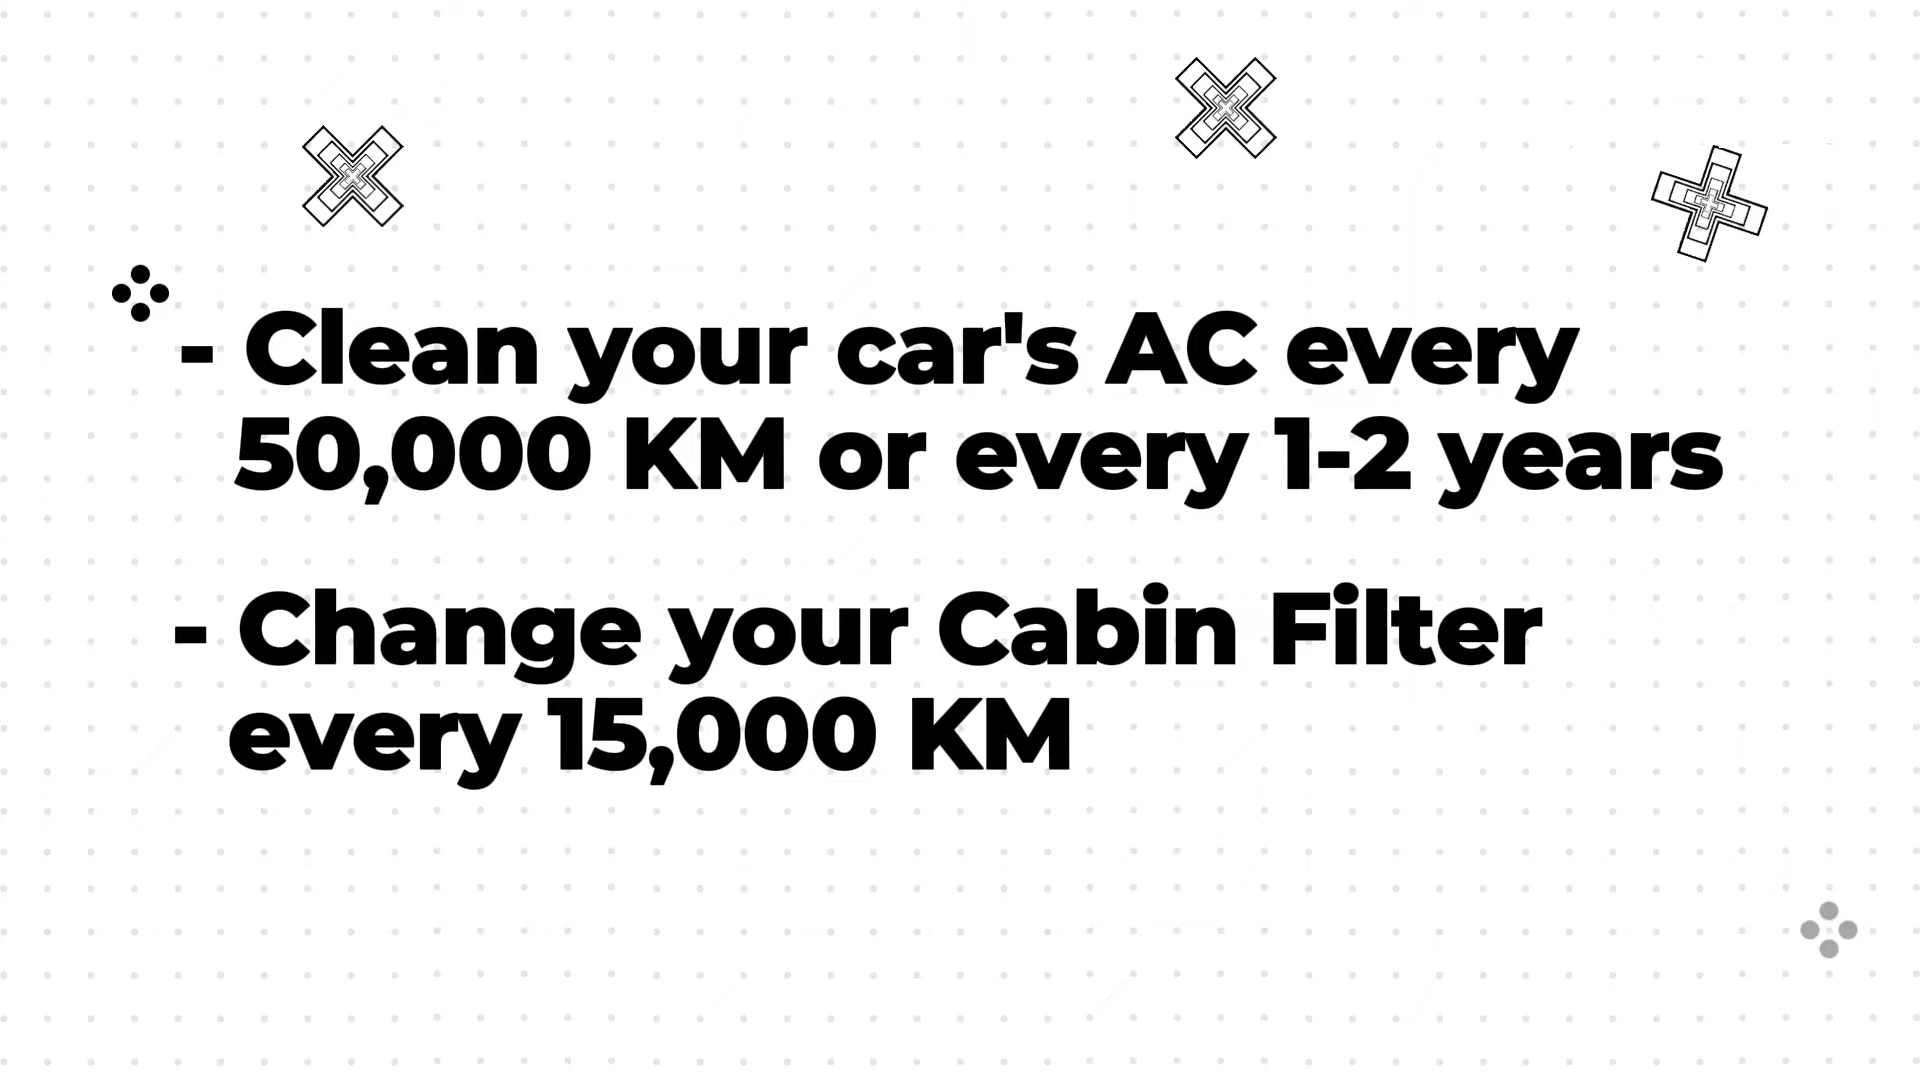 - Clean your car's AC every
50,000 KM or every 1-2 years
- Change your Cabin Filter
every 15,000 KM